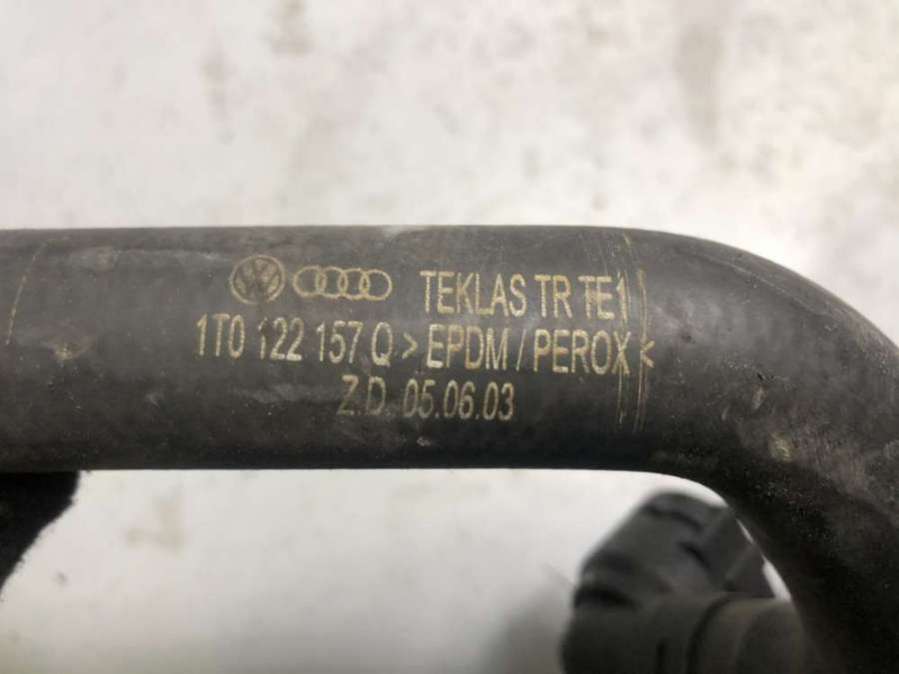 TEKLAS TR TE1
1T0 122 157 Q > EPDM / PEROX <
Z.D. 05.06.03